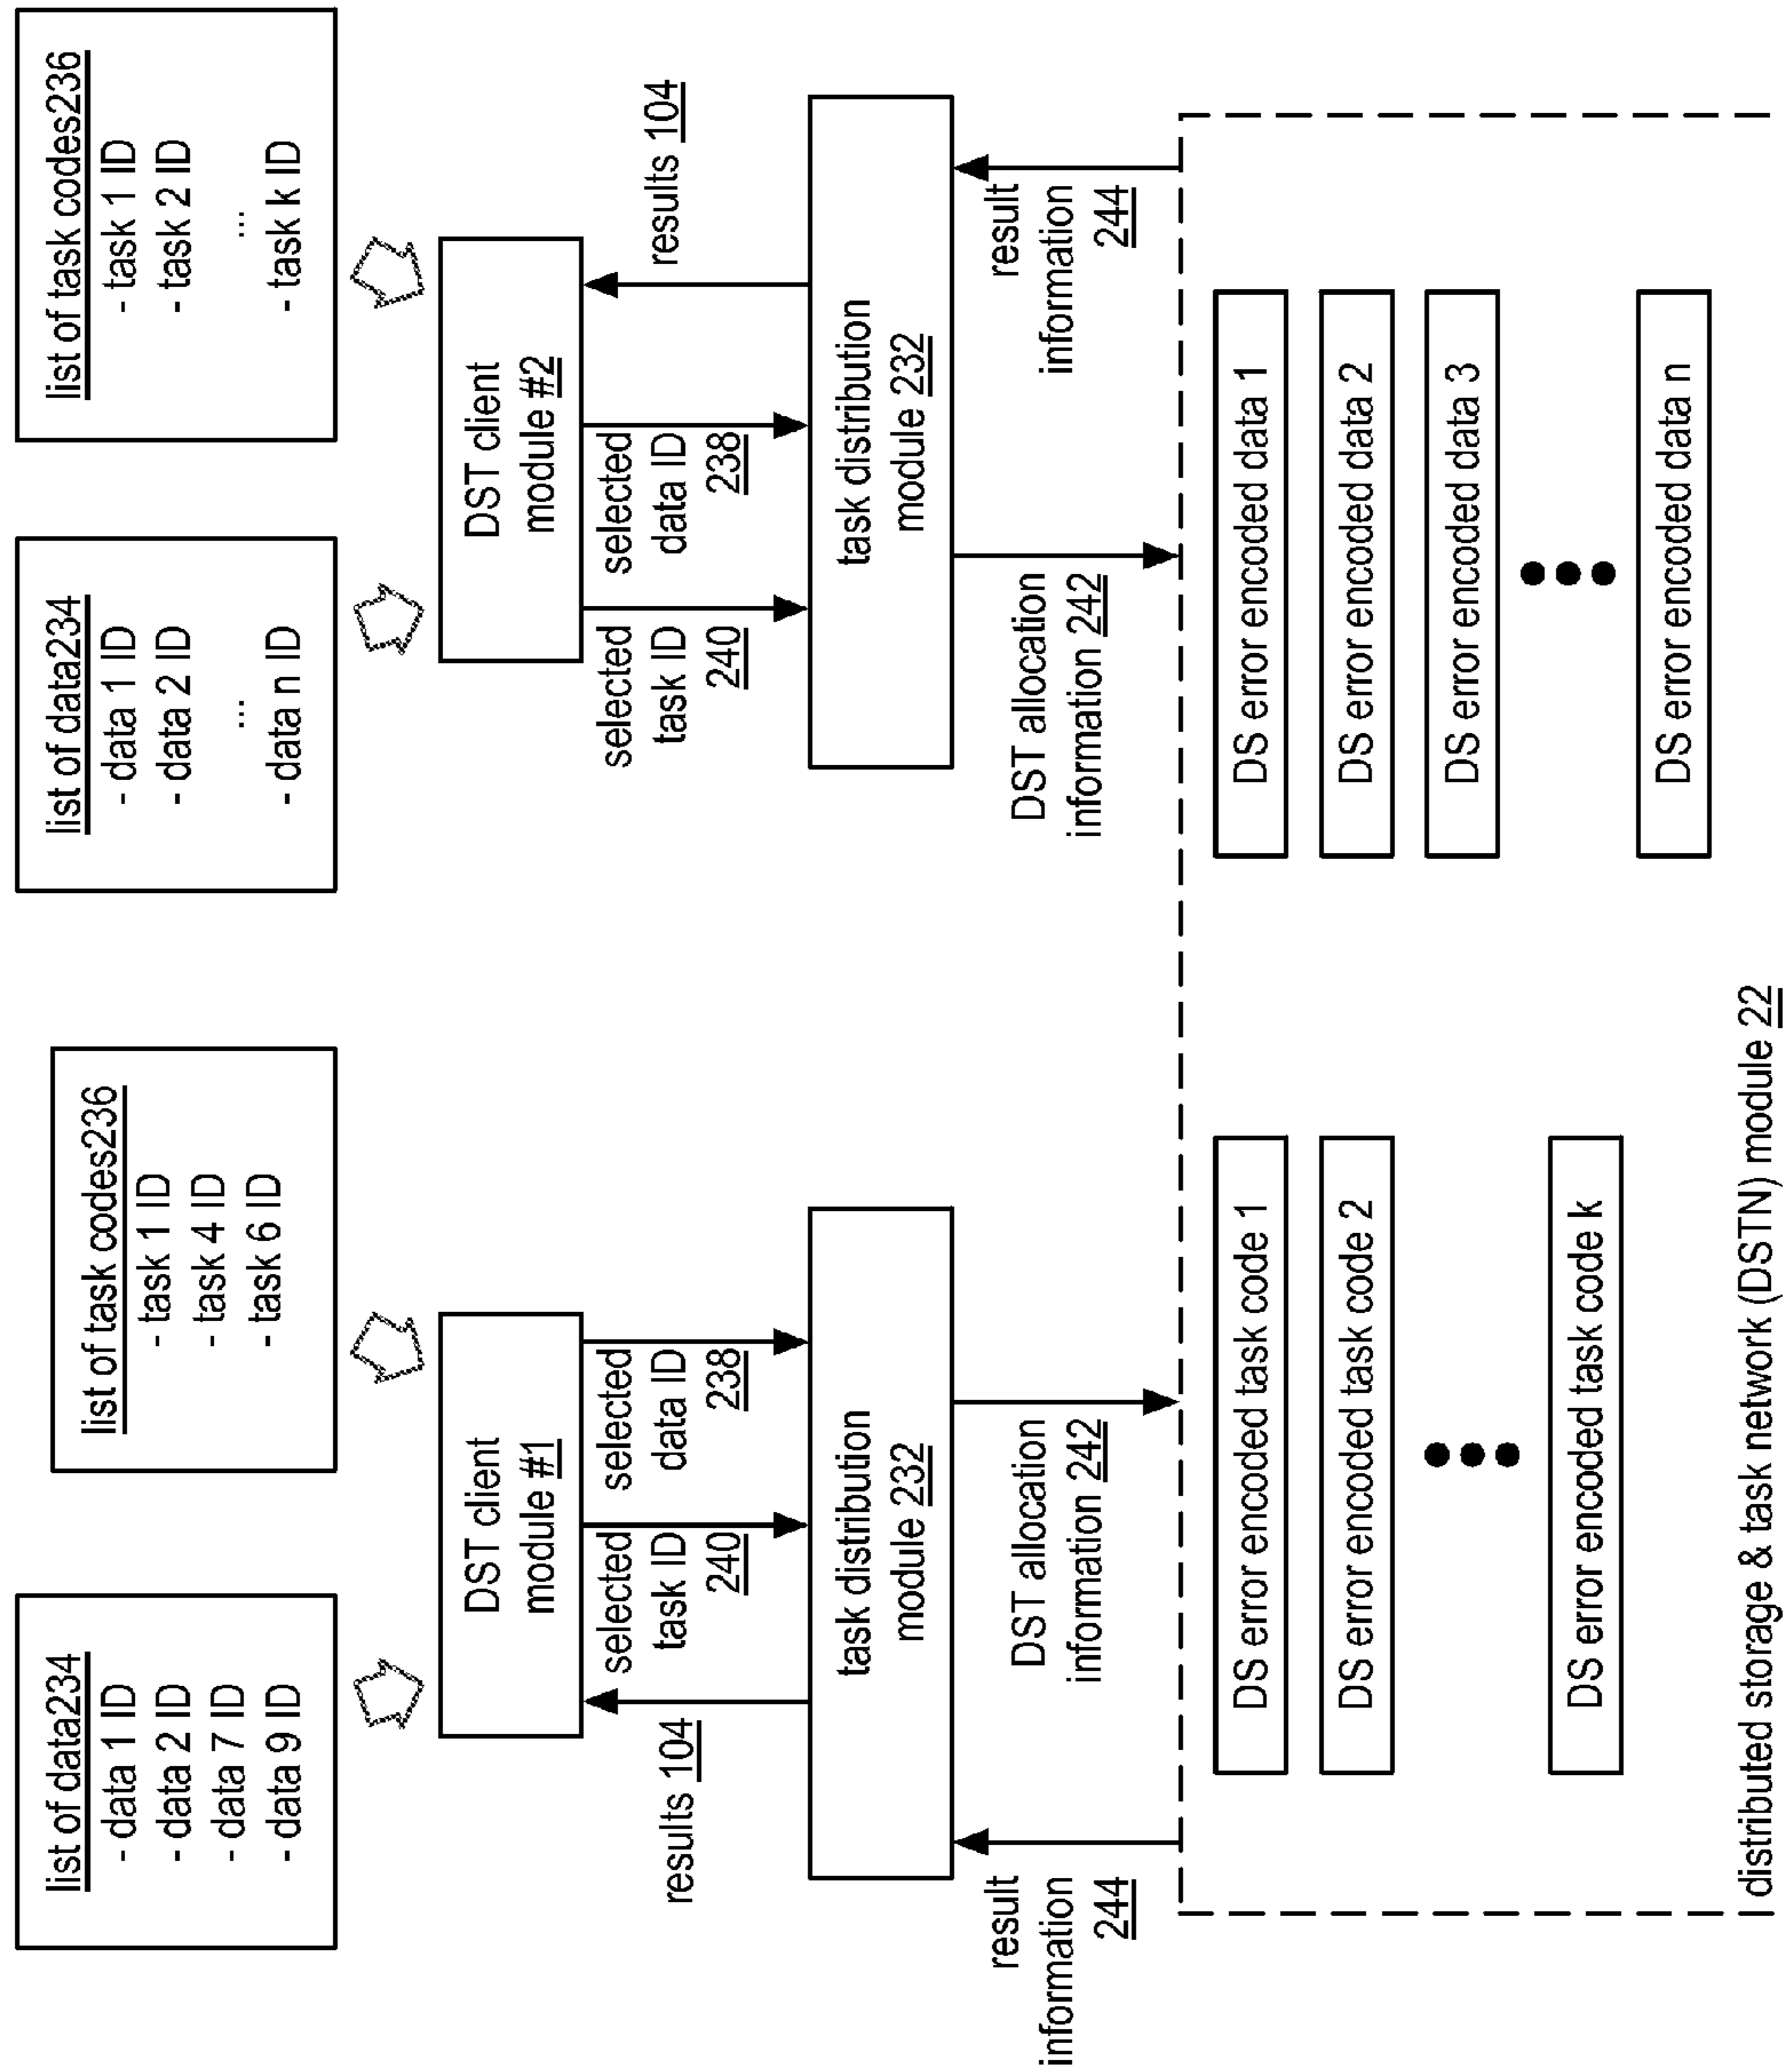 list of data234
- data 1 ID
- data 2 ID
- data 7 ID
- data 9 ID
list of task codes236
- task 1 ID
- task 4 ID
- task 6 ID
list of data234
- data 1 ID
- data 2 ID
...
- data n ID
list of task codes236
- task 1 ID
- task 2 ID
...
- task k ID
DST client
module #1
DST client
module #2
results 104
selected
task ID
240
selected
data ID
238
selected
task ID
240
selected
data ID
238
results 104
task distribution
module 232
task distribution
module 232
result
information
244
DST allocation
information 242
DST allocation
information 242
result
information
244
DS error encoded task code 1
DS error encoded task code 2
DS error encoded task code k
DS error encoded data 1
DS error encoded data 2
DS error encoded data 3
DS error encoded data n
distributed storage & task network (DSTN) module 22